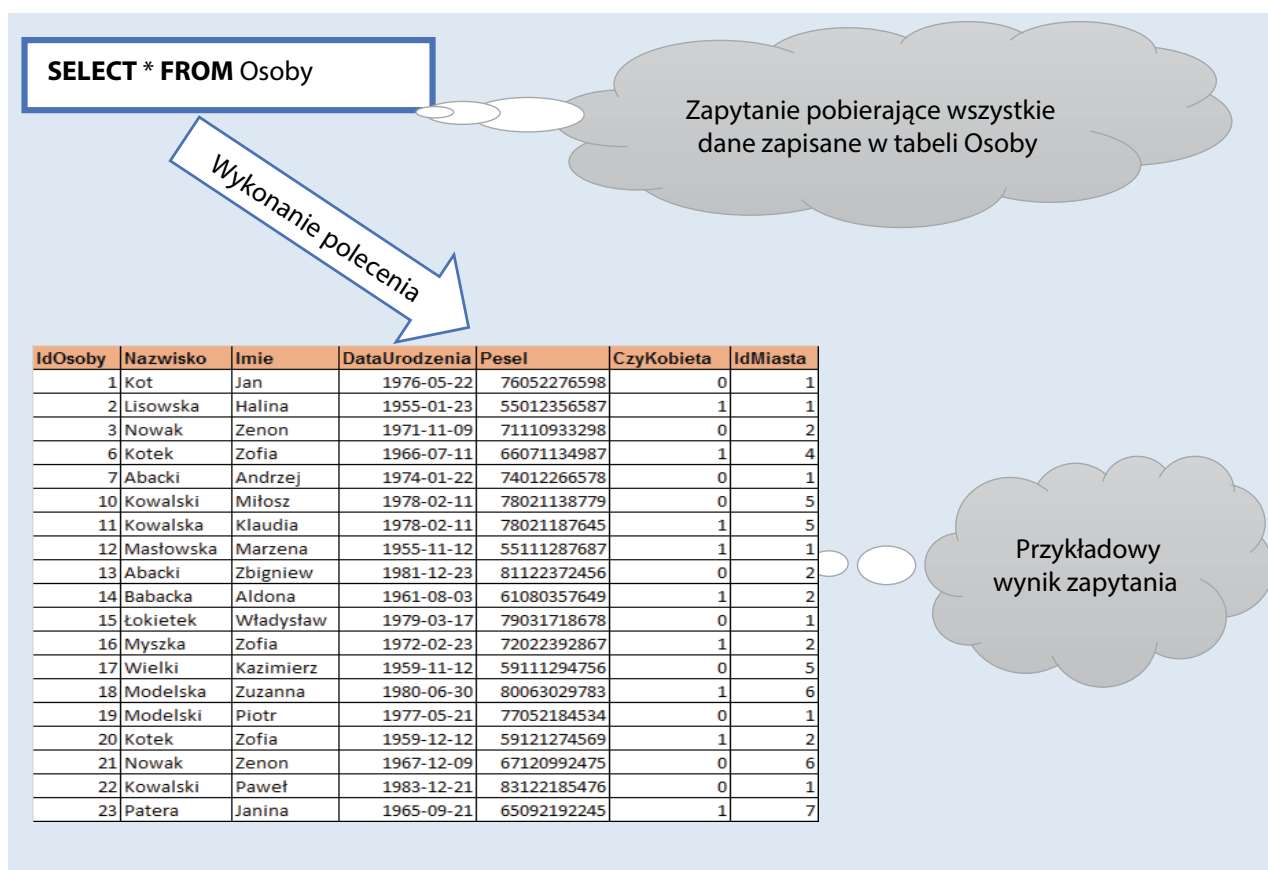 SELECT * FROM Osoby
Zapytanie pobierające wszystkie
dane zapisane w tabeli Osoby
Wykonanie polecenia
IdOsoby Nazwisko Imie DataUrodzenia Pesel CzyKobieta IdMiasta
1 Kot Jan 1976-05-22 76052276598 0 1
2 Lisowska Halina 1955-01-23 55012356587 1 1
3 Nowak Zenon 1971-11-09 71110933298 0 2
6 Kotek Zofia 1966-07-11 66071134987 1 4
7 Abacki Andrzej 1974-01-22 74012266578 0 1
10 Kowalski Miłosz 1978-02-11 78021138779 0 5
11 Kowalska Klaudia 1978-02-11 78021187645 1 5
12 Masłowska Marzena 1955-11-12 55111287687 1 1
13 Abacki Zbigniew 1981-12-23 81122372456 0 2
14 Babacka Aldona 1961-08-03 61080357649 1 2
15 Łokietek Władysław 1979-03-17 79031718678 0 1
16 Myszka Zofia 1972-02-23 72022392867 1 2
17 Wielki Kazimierz 1959-11-12 59111294756 0 5
18 Modelska Zuzanna 1980-06-30 80063029783 1 6
19 Modelski Piotr 1977-05-21 77052184534 0 1
20 Kotek Zofia 1959-12-12 59121274569 1 2
21 Nowak Zenon 1967-12-09 67120992475 0 6
22 Kowalski Paweł 1983-12-21 83122185476 0 1
23 Patera Janina 1965-09-21 65092192245 1 7
Przykładowy
wynik zapytania